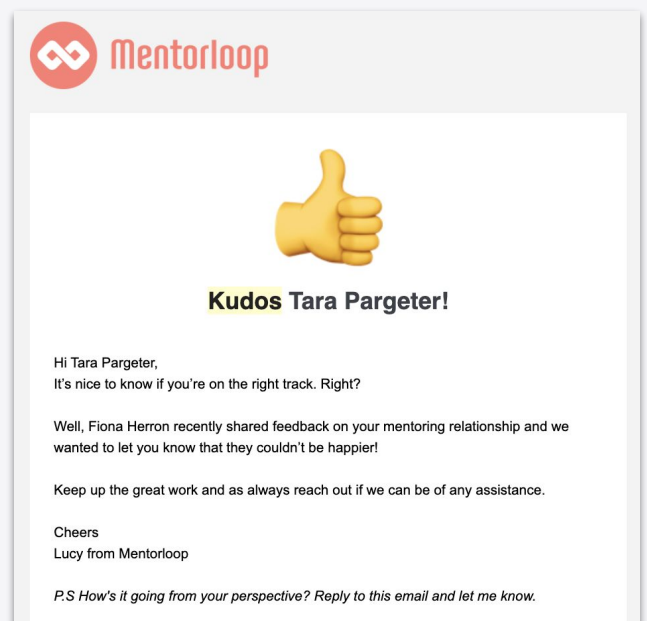 Mentorloop
Kudos Tara Pargeter!
Hi Tara Pargeter,
It’s nice to know if you’re on the right track. Right?
Well, Fiona Herron recently shared feedback on your mentoring relationship and we
wanted to let you know that they couldn’t be happier!
Keep up the great work and as always reach out if we can be of any assistance.
Cheers
Lucy from Mentorloop
P.S How's it going from your perspective? Reply to this email and let me know.